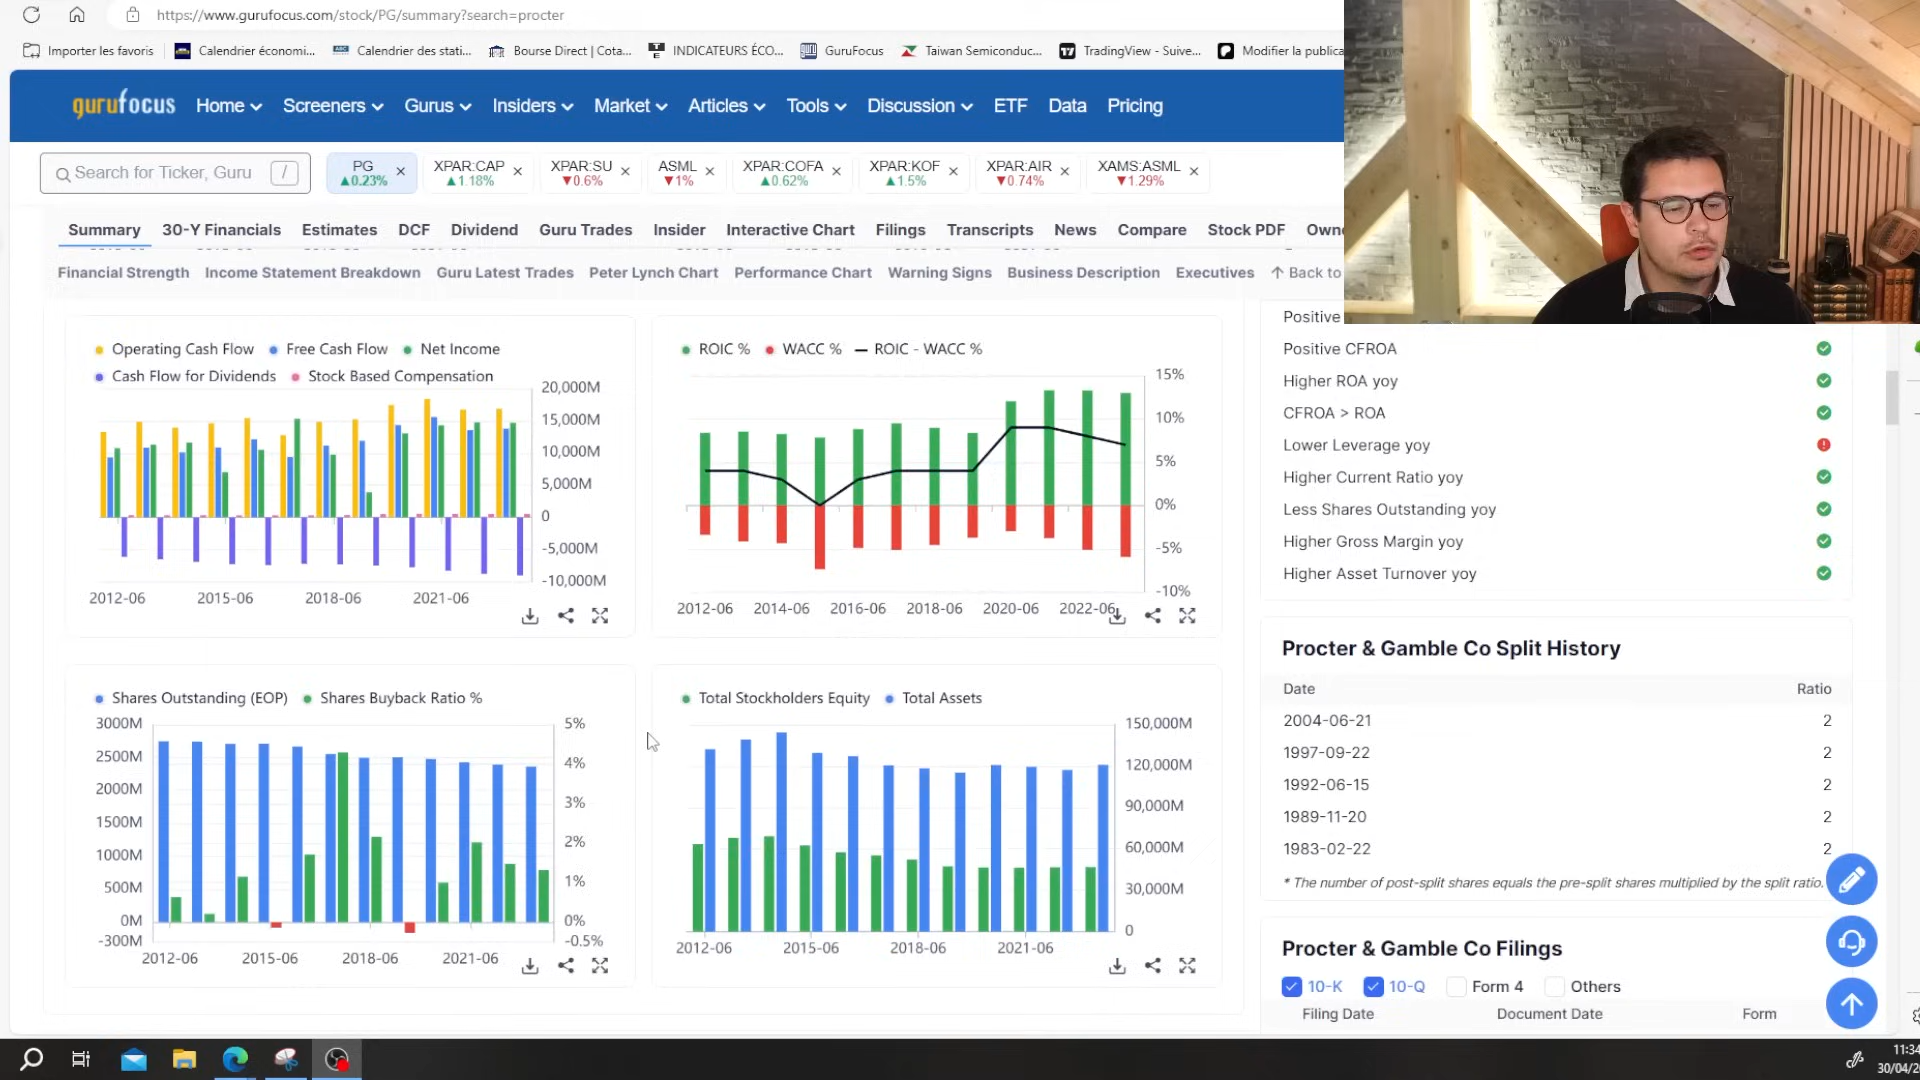 https://www.gurufocus.com/stock/PG/summary?search=procter
Importer les favoris
Calendrier économi...
Calendrier des stati...
Bourse Direct | Cota...
INDICATEURS ÉCO...
GuruFocus
Taiwan Semiconduc...
TradingView - Suive...
Modifier la publica
gurufocus
Home
Screeners
Gurus
Insiders
Market
Articles
Tools
Discussion
ETF
Data
Pricing
Search for Ticker, Guru
/
PG
▲0.23%
XPAR:CAP
▲1.18%
XPAR:SU
▼0.6%
ASML
▼1%
XPAR:COFA
▲0.62%
XPAR:KOF
▲1.5%
XPAR:AIR
▼0.74%
XAMS:ASML
▼1.29%
Summary
30-Y Financials
Estimates
DCF
Dividend
Guru Trades
Insider
Interactive Chart
Filings
Transcripts
News
Compare
Stock PDF
Owne
Financial Strength
Income Statement Breakdown
Guru Latest Trades
Peter Lynch Chart
Performance Chart
Warning Signs
Business Description
Executives
Back to
Operating Cash Flow
Free Cash Flow
Net Income
Cash Flow for Dividends
Stock Based Compensation
20,000M
15,000M
10,000M
5,000M
0
-5,000M
-10,000M
2012-06
2015-06
2018-06
2021-06
ROIC %
WACC %
ROIC - WACC %
15%
10%
5%
0%
-5%
-10%
2012-06
2014-06
2016-06
2018-06
2020-06
2022-06
Shares Outstanding (EOP)
Shares Buyback Ratio %
3000M
2500M
2000M
1500M
1000M
500M
0M
-300M
5%
4%
3%
2%
1%
0%
-0.5%
2012-06
2015-06
2018-06
2021-06
Total Stockholders Equity
Total Assets
150,000M
120,000M
90,000M
60,000M
30,000M
0
2012-06
2015-06
2018-06
2021-06
Positive
Positive CFROA
Higher ROA yoy
CFROA > ROA
Lower Leverage yoy
Higher Current Ratio yoy
Less Shares Outstanding yoy
Higher Gross Margin yoy
Higher Asset Turnover yoy
Procter & Gamble Co Split History
Date
Ratio
2004-06-21
2
1997-09-22
2
1992-06-15
2
1989-11-20
2
1983-02-22
2
* The number of post-split shares equals the pre-split shares multiplied by the split ratio.
Procter & Gamble Co Filings
10-K
10-Q
Form 4
Others
Filing Date
Document Date
Form
11:34
30/04/2